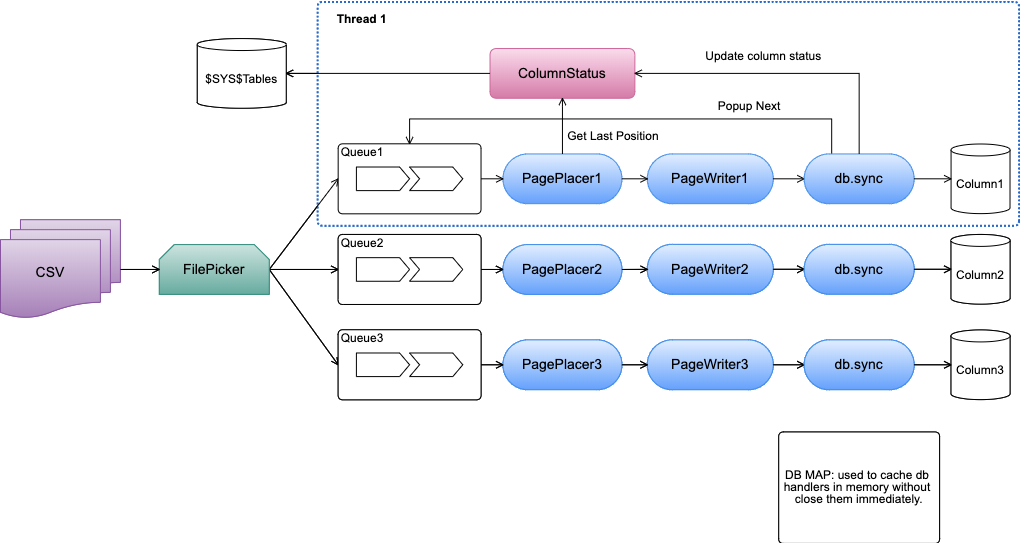 Thread 1
$SYS$Tables
ColumnStatus
Update column status
Popup Next
Get Last Position
Queue1
PagePlacer1
PageWriter1
db.sync
Column1
CSV
FilePicker
Queue2
PagePlacer2
PageWriter2
db.sync
Column2
Queue3
PagePlacer3
PageWriter3
db.sync
Column3
DB MAP: used to cache db
handlers in memory without
close them immediately.